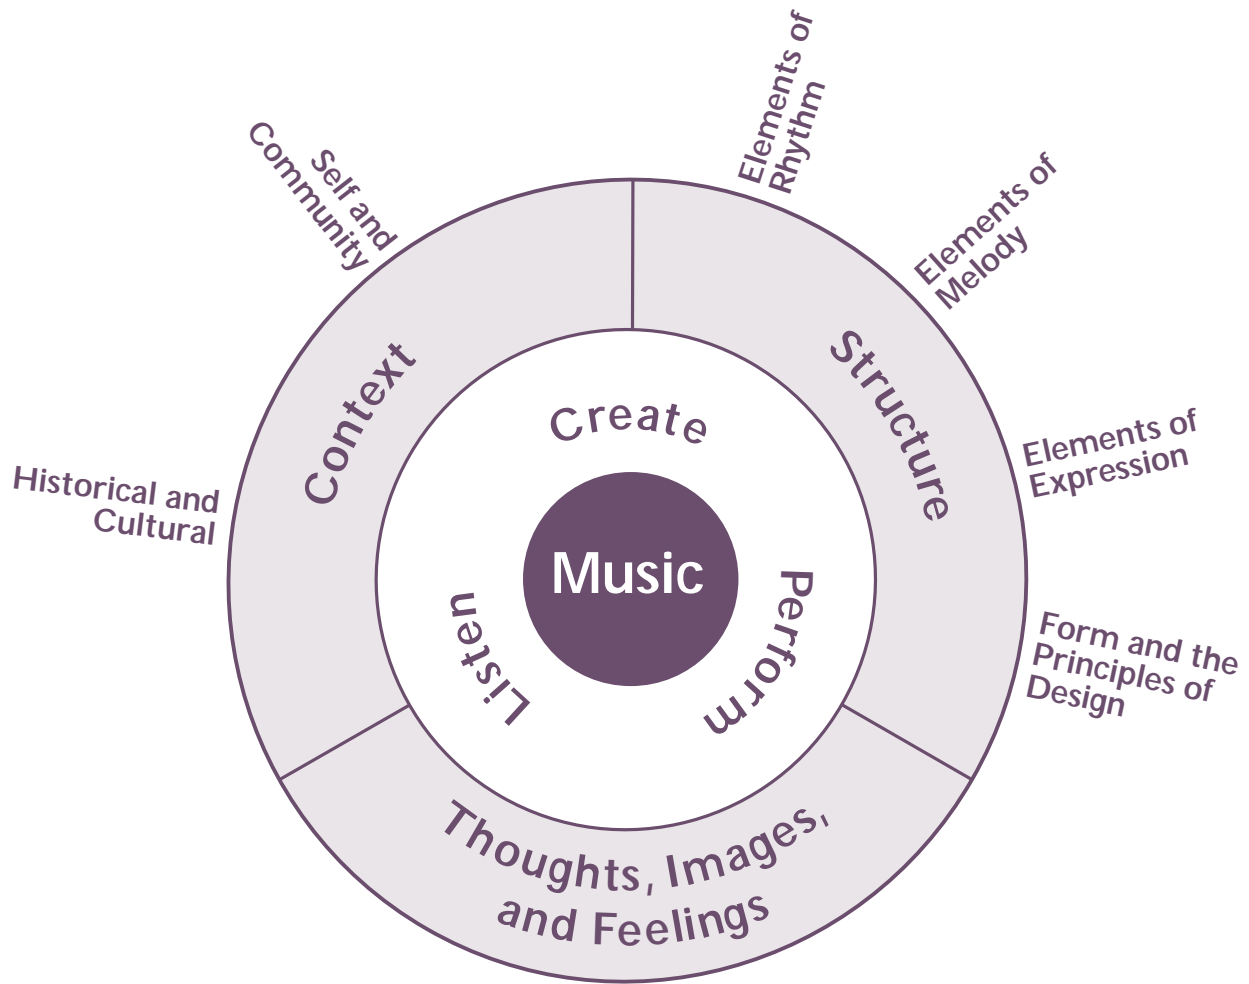 Elements of
Rhythm
Self and
Community
Elements of
Melody
Context
Structure
Create
Elements of
Expression
Historical and
Cultural
Music
Listen
Perform
Form and the
Principles of
Design
Thoughts, Images,
and Feelings